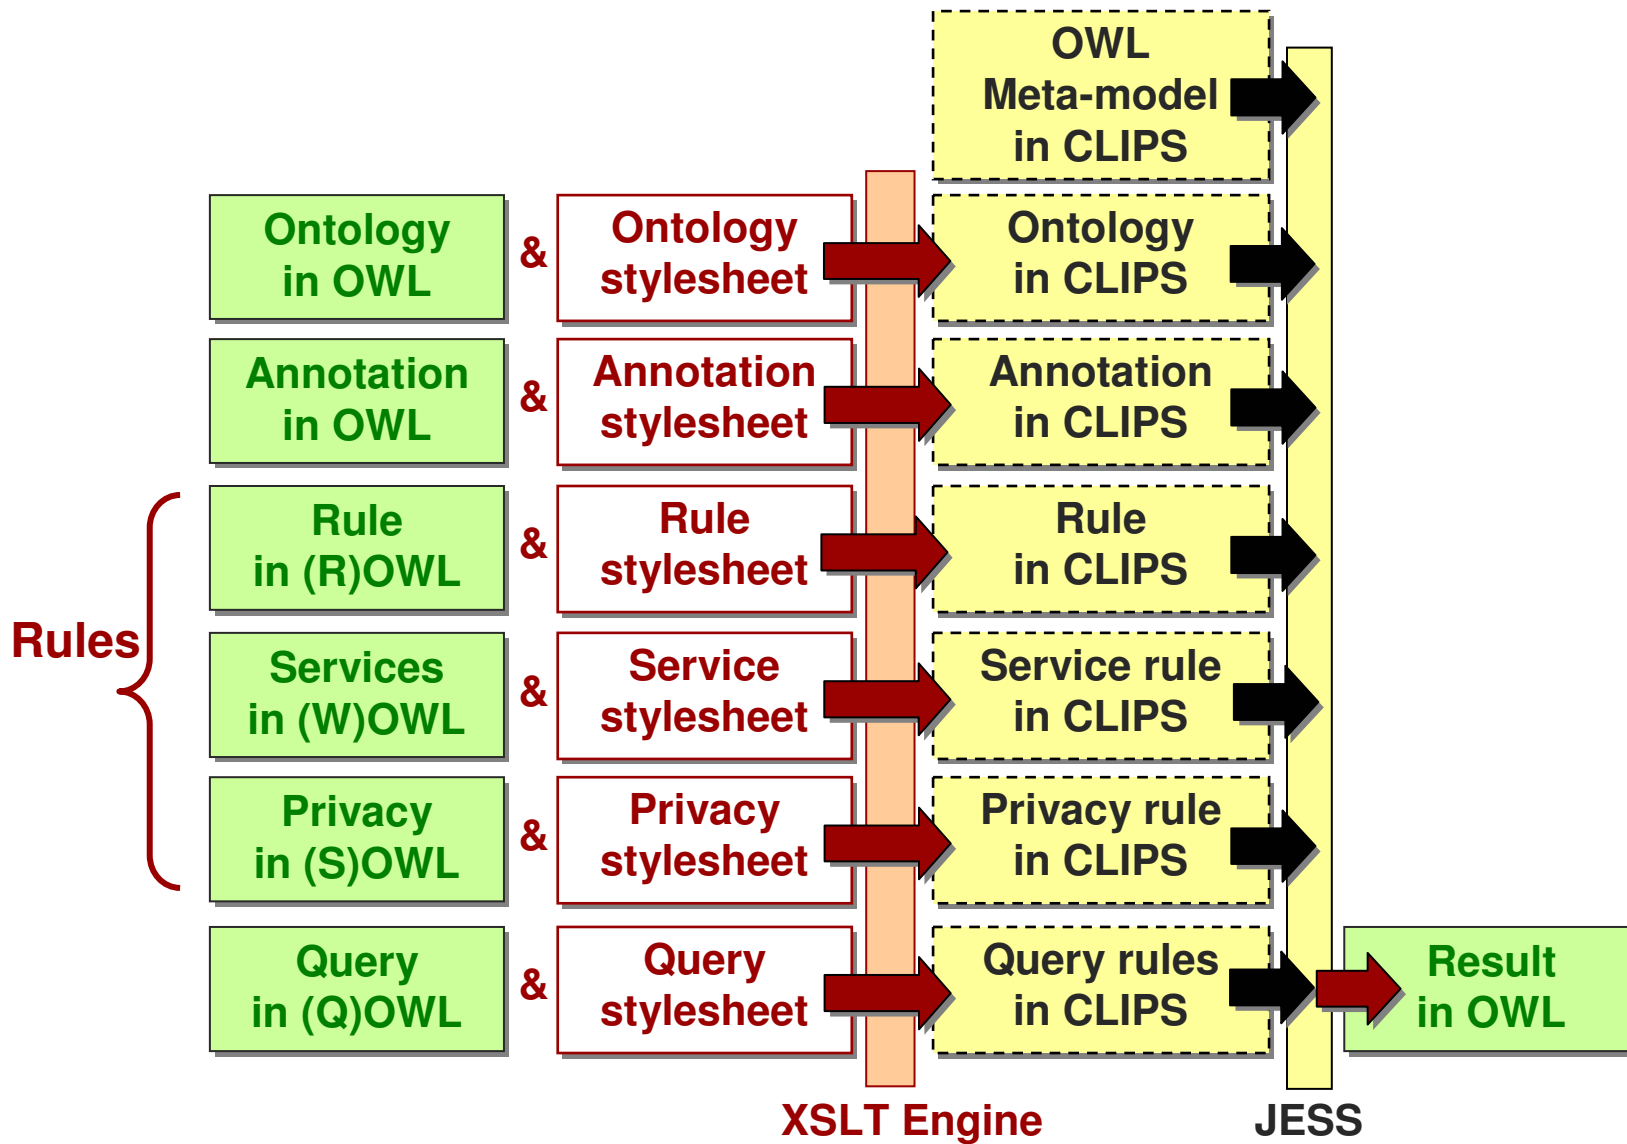 OWL
Meta-model
in CLIPS
Ontology
in OWL
&
Ontology
stylesheet
Ontology
in CLIPS
Annotation
in OWL
&
Annotation
stylesheet
Annotation
in CLIPS
Rules
Rule
in (R)OWL
&
Rule
stylesheet
Rule
in CLIPS
Services
in (W)OWL
&
Service
stylesheet
Service rule
in CLIPS
Privacy
in (S)OWL
&
Privacy
stylesheet
Privacy rule
in CLIPS
Query
in (Q)OWL
&
Query
stylesheet
Query rules
in CLIPS
Result
in OWL
XSLT Engine
JESS